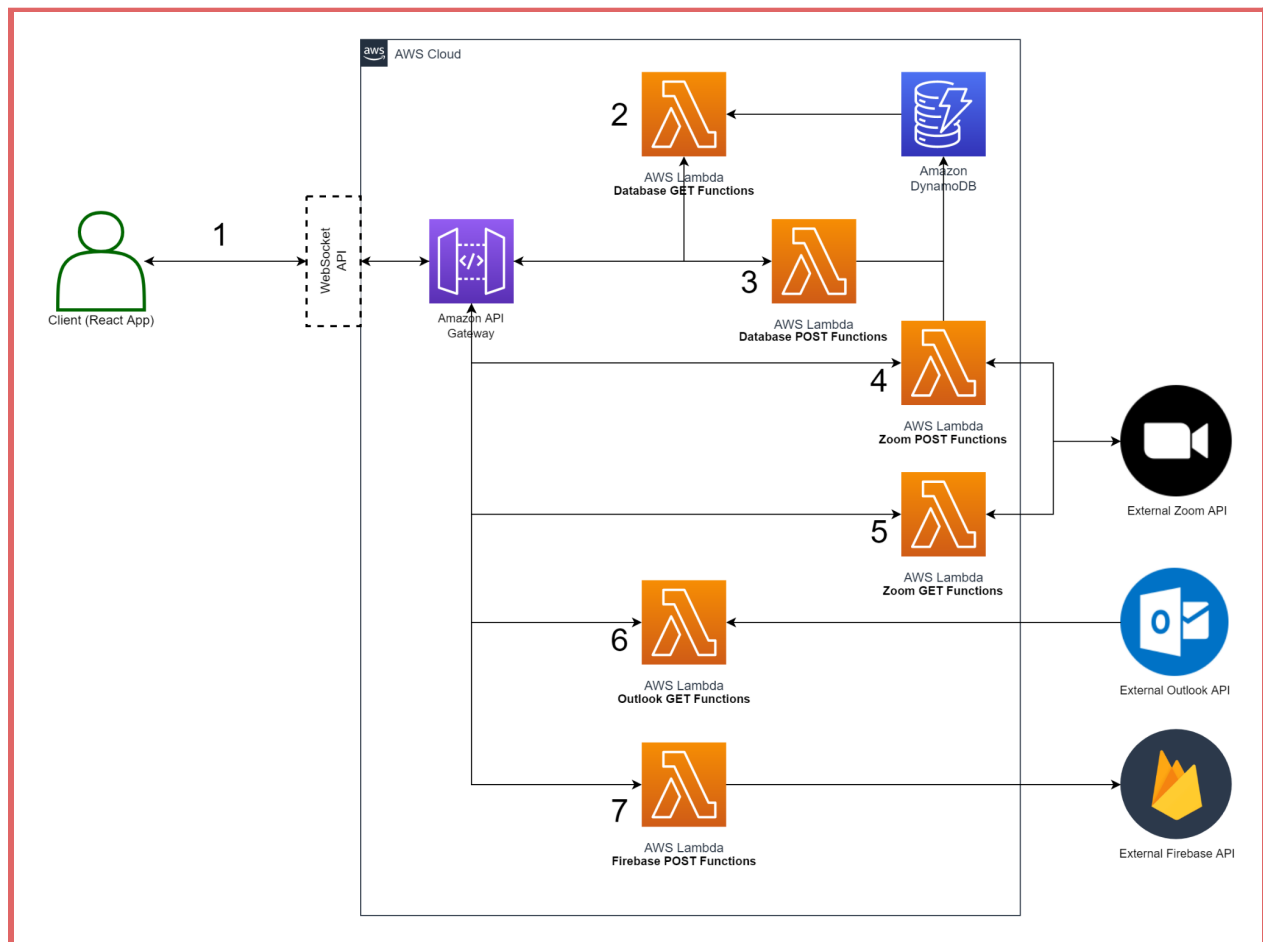 aws
AWS Cloud
2
AWS Lambda
Database GET Functions
Amazon
DynamoDB
1
WebSocket
API
</>
Amazon API
Gateway
3
AWS Lambda
Database POST Functions
Client (React App)
4
AWS Lambda
Zoom POST Functions
External Zoom API
5
AWS Lambda
Zoom GET Functions
6
AWS Lambda
Outlook GET Functions
O
External Outlook API
7
AWS Lambda
Firebase POST Functions
External Firebase API